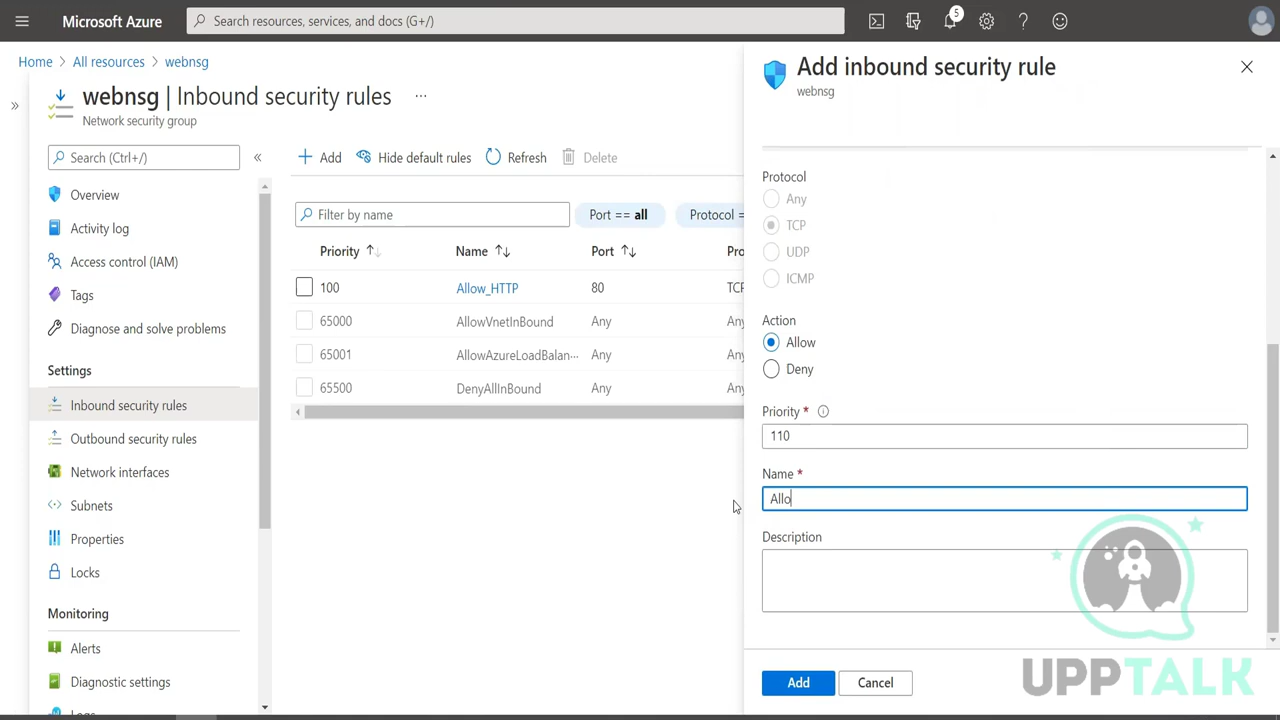 Microsoft Azure
Search resources, services, and docs (G+/)
5
Home > All resources > webnsg
webnsg | Inbound security rules ...
Network security group
Search (Ctrl+/)
Overview
Activity log
Access control (IAM)
Tags
Diagnose and solve problems
Settings
Inbound security rules
Outbound security rules
Network interfaces
Subnets
Properties
Locks
Monitoring
Alerts
Diagnostic settings
Add Hide default rules Refresh Delete
Filter by name Port == all Protocol =
Priority Name Port Pro
100 Allow_HTTP 80 TCP
65000 AllowVnetInBound Any Any
65001 AllowAzureLoadBalan··· Any Any
65500 DenyAllInBound Any Any
Add inbound security rule
webnsg
Protocol
Any
TCP
UDP
ICMP
Action
Allow
Deny
Priority *
110
Name *
Allo
Description
Add Cancel
UPPTALK